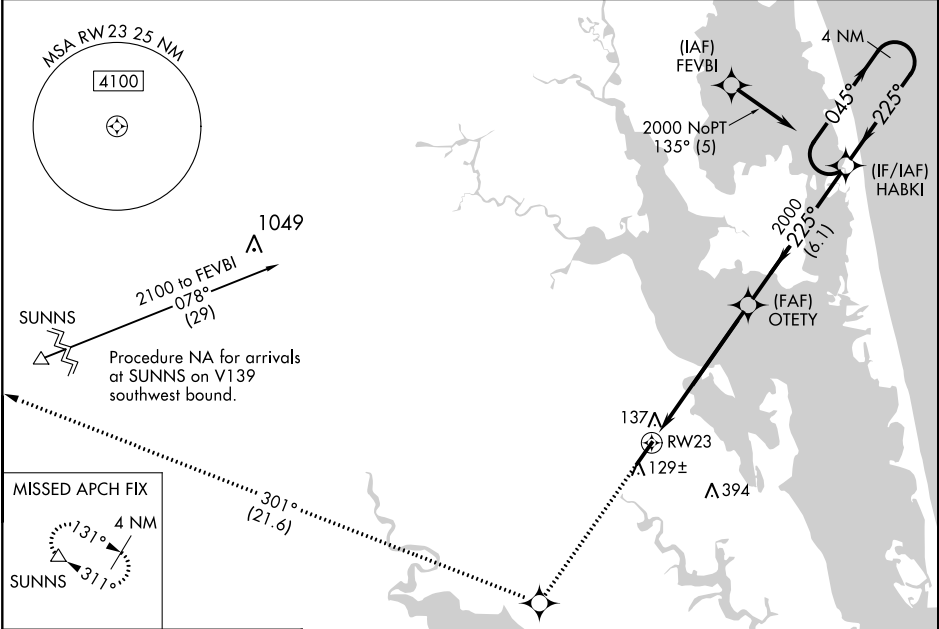 MSA RW23 25 NM
4100
1049
2100 to FEVBI
078°
(29)
SUNNS
Procedure NA for arrivals
at SUNNS on V139
southwest bound.
(IAF)
FEVBI
2000 NoPT
135° (5)
4 NM
045°
225°
(IF/IAF)
HABKI
2000
225°
(6.1)
(FAF)
OTETY
137
RW23
129±
394
301°
(21.6)
MISSED APCH FIX
4 NM
131°
311°
SUNNS